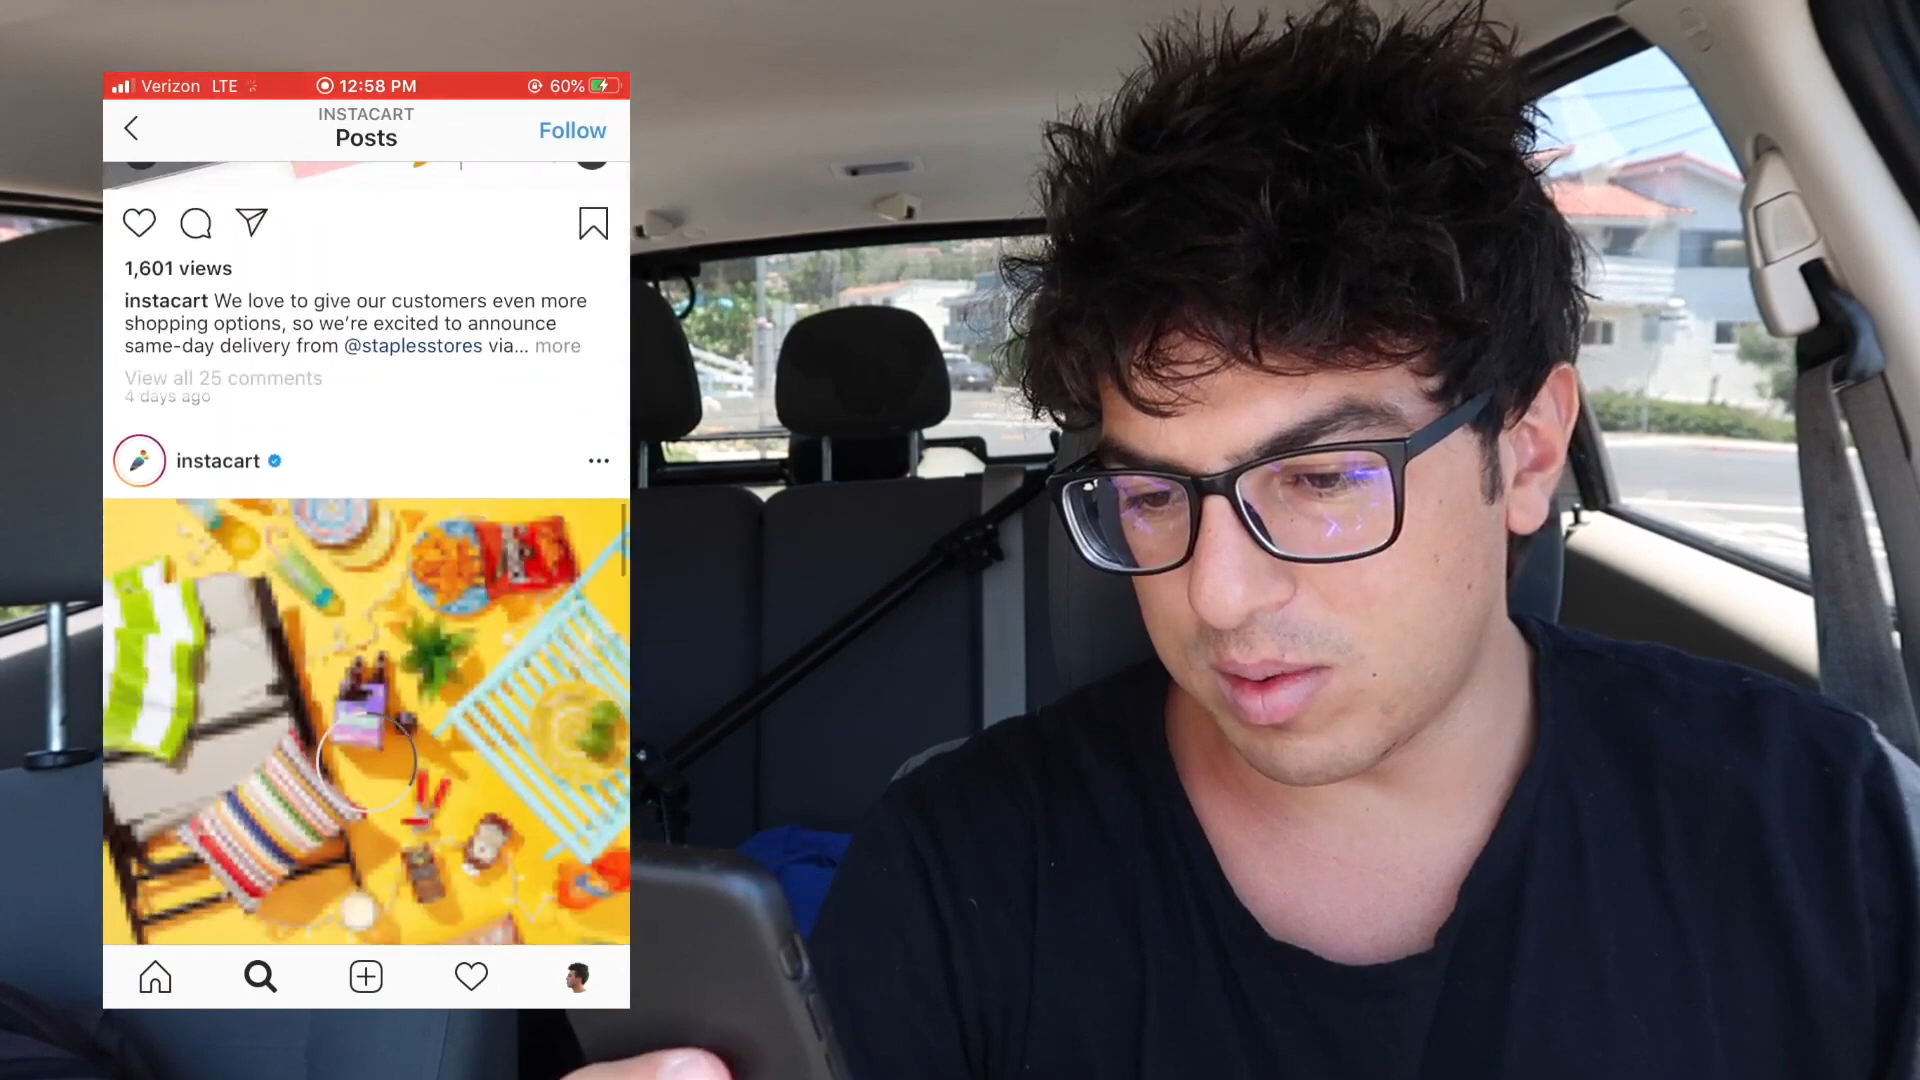 Verizon LTE 12:58 PM 60%
INSTACART
Posts
Follow
1,601 views
instacart We love to give our customers even more
shopping options, so we’re excited to announce
same-day delivery from @staplesstores via... more
View all 25 comments
4 days ago
instacart